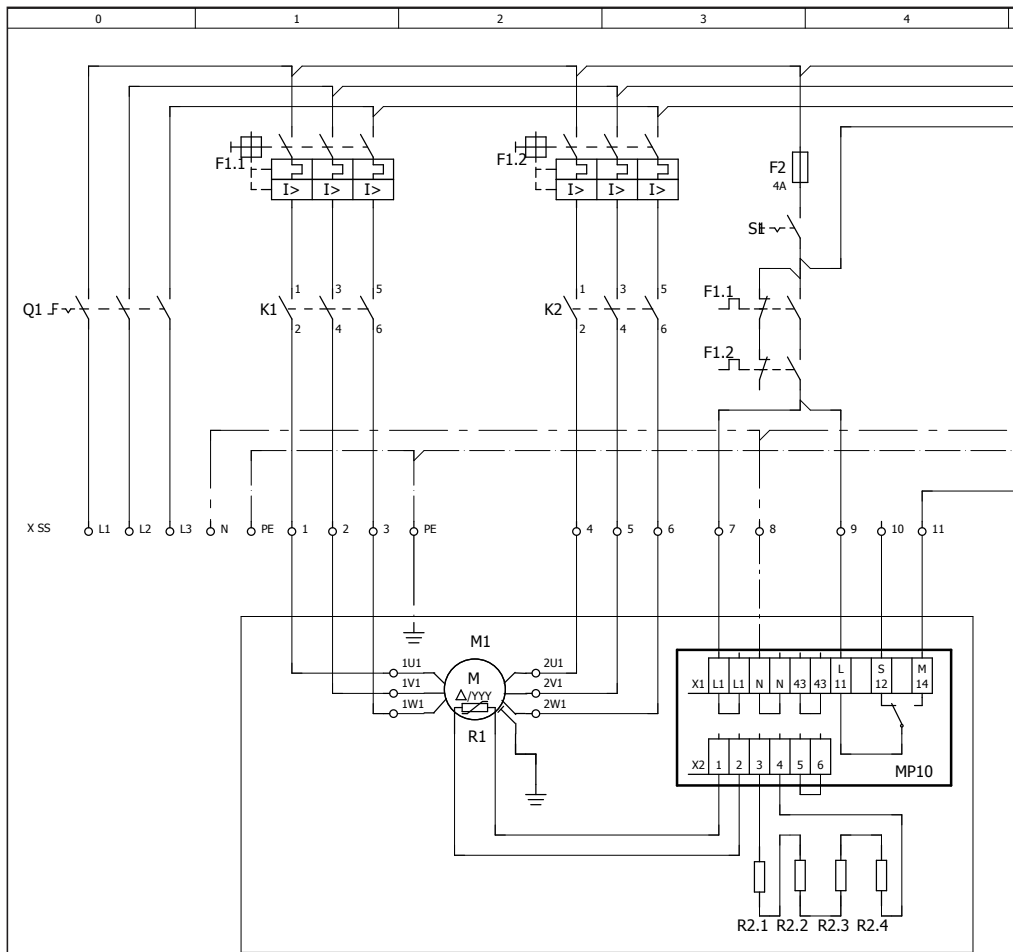 0 1 2 3 4
F1.1
I> I> I>
F1.2
I> I> I>
F2
4A
S1
Q1
K1
1 3 5
2 4 6
K2
1 3 5
2 4 6
F1.1
F1.2
X SS
L1 L2 L3 N PE 1 2 3 PE 4 5 6 7 8 9 10 11
M1
1U1
1V1
1W1
M
△/YYY
R1
2U1
2V1
2W1
L S M
X1 L1 L1 N N 43 43 11 12 14
X2 1 2 3 4 5 6
MP10
R2.1 R2.2 R2.3 R2.4